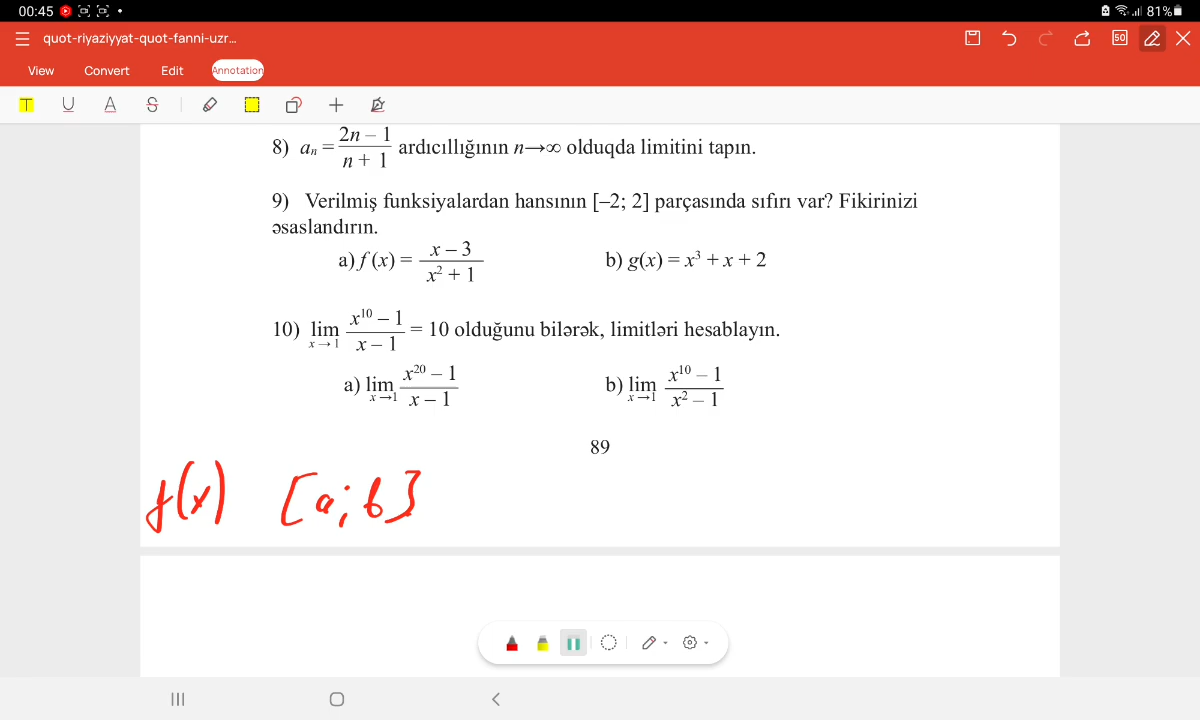 00:45 81%
quot-riyaziyyat-quot-fanni-uzr... 50
View Convert Edit Annotation
T U A S
8) aₙ = (2n – 1)/(n + 1) ardıcıllığının n→∞ olduqda limitini tapın.
9) Verilmiş funksiyalardan hansının [–2; 2] parçasında sıfırı var? Fikirinizi
əsaslandırın.
a) f (x) = (x – 3)/(x² + 1) b) g(x) = x³ + x + 2
10) lim x→1 (x¹⁰ – 1)/(x – 1) = 10 olduğunu bilərək, limitləri hesablayın.
a) lim x→1 (x²⁰ – 1)/(x – 1) b) lim x→1 (x¹⁰ – 1)/(x² – 1)
89
f(x) [a; b]